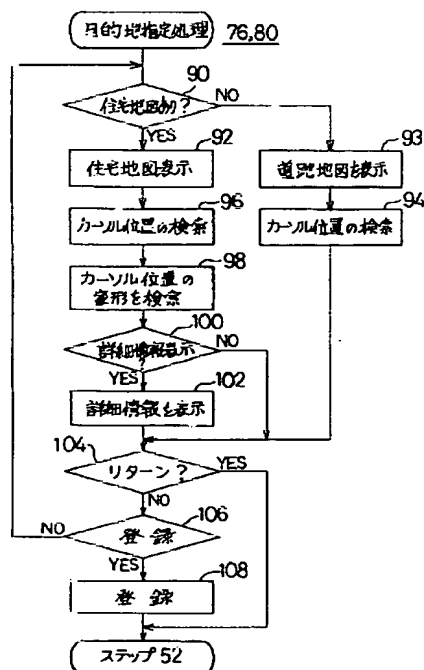 目的地指定処理
76,80
90
住宅地図あり?
NO
YES
92
住宅地図表示
93
道路地図を表示
96
カーソル位置の検索
94
カーソル位置の検索
98
カーソル位置の
家形を検索
100
詳細情報表示
?
NO
YES
102
詳細情報を表示
104
リターン?
YES
NO
106
登録
NO
YES
108
登録
ステップ52